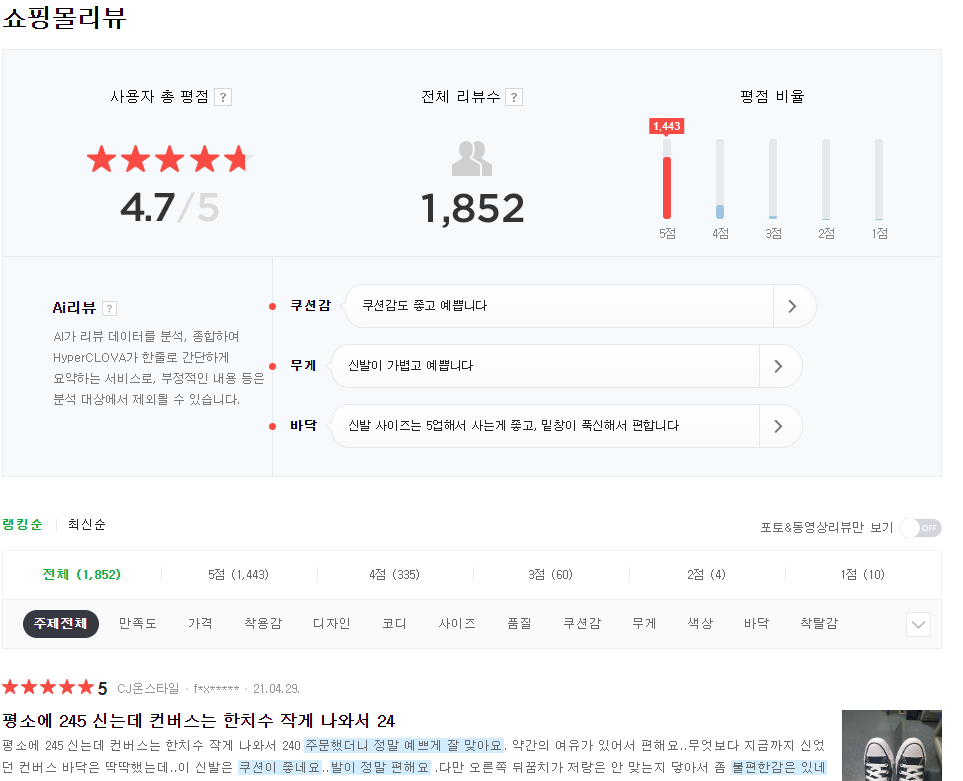 쇼핑몰리뷰
사용자 총 평점 ?
전체 리뷰수 ?
평점 비율
4.7/5
1,852
1,443
5점 4점 3점 2점 1점
Ai리뷰 ?
AI가 리뷰 데이터를 분석, 종합하여
HyperCLOVA가 한줄로 간단하게
요약하는 서비스로, 부정적인 내용 등은
분석 대상에서 제외될 수 있습니다.
쿠션감 쿠션감도 좋고 예쁩니다
무게 신발이 가볍고 예쁩니다
바닥 신발 사이즈는 5업해서 사는게 좋고, 밑창이 푹신해서 편합니다
랭킹순 최신순 포토&동영상리뷰만 보기 OFF
전체 (1,852) 5점 (1,443) 4점 (335) 3점 (60) 2점 (4) 1점 (10)
주제전체 만족도 가격 착용감 디자인 코디 사이즈 품질 쿠션감 무게 색상 바닥 착탈감
5 CJ온스타일 · f*x***** · 21.04.29.
평소에 245 신는데 컨버스는 한치수 작게 나와서 24
평소에 245 신는데 컨버스는 한치수 작게 나와서 240 주문했더니 정말 예쁘게 잘 맞아요. 약간의 여유가 있어서 편해요..무엇보다 지금까지 신었
던 컨버스 바닥은 딱딱했는데..이 신발은 쿠션이 좋네요..발이 정말 편해요 .다만 오른쪽 뒤꿈치가 저랑은 안 맞는지 닿아서 좀 불편한감은 있네